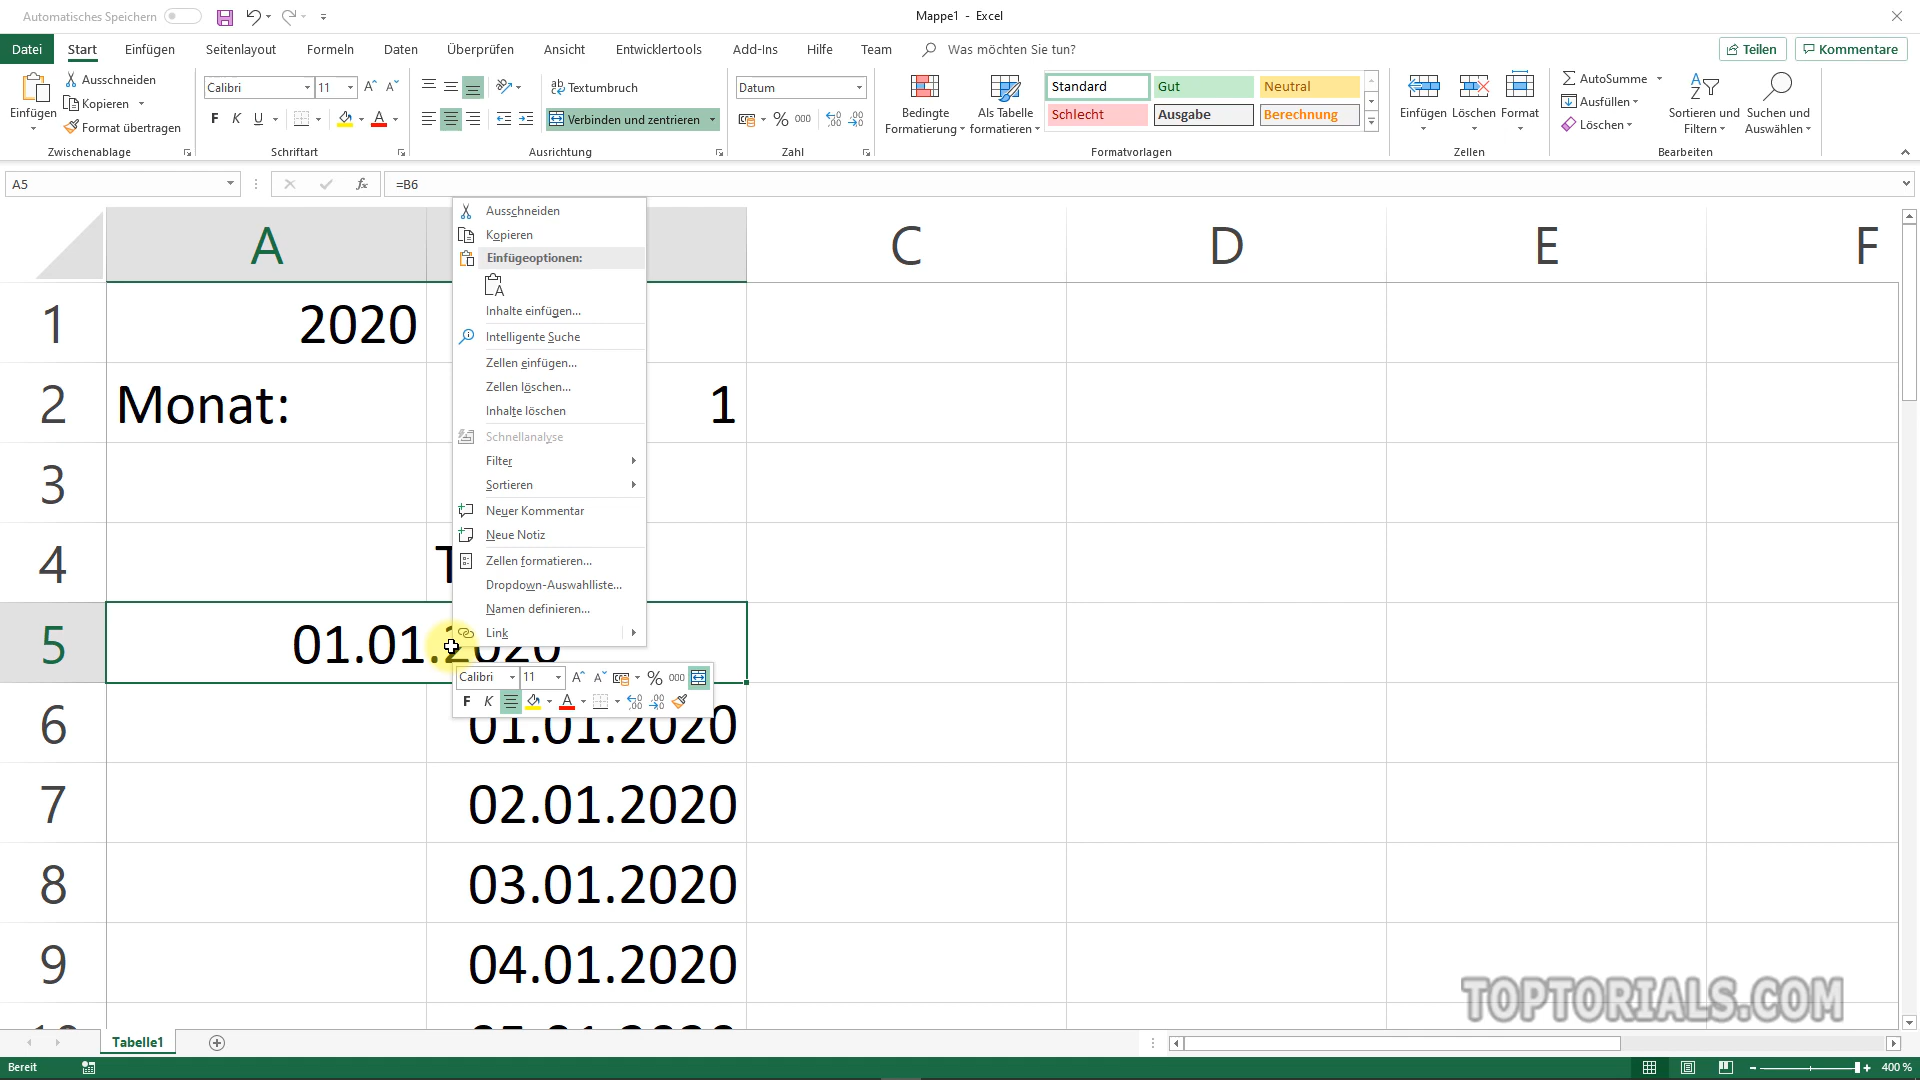 Automatisches Speichern
Mappe1 - Excel
Datei Start Einfügen Seitenlayout Formeln Daten Überprüfen Ansicht Entwicklertools Add-Ins Hilfe Team Was möchten Sie tun? Teilen Kommentare
Einfügen
Ausschneiden
Kopieren
Format übertragen
Zwischenablage
Calibri 11
F K U
Schriftart
Textumbruch
Verbinden und zentrieren
Ausrichtung
Datum
% 000
Zahl
Bedingte
Formatierung
Als Tabelle
formatieren
Standard Gut Neutral
Schlecht Ausgabe Berechnung
Formatvorlagen
Einfügen Löschen Format
Zellen
AutoSumme
Ausfüllen
Löschen
Sortieren und
Filtern
Suchen und
Auswählen
Bearbeiten
A5 fx =B6
A C D E F
1 2020
2 Monat: 1
3
4 T
5 01.01.2020
6 01.01.2020
7 02.01.2020
8 03.01.2020
9 04.01.2020
Ausschneiden
Kopieren
Einfügeoptionen:
Inhalte einfügen...
Intelligente Suche
Zellen einfügen...
Zellen löschen...
Inhalte löschen
Schnellanalyse
Filter
Sortieren
Neuer Kommentar
Neue Notiz
Zellen formatieren...
Dropdown-Auswahlliste...
Namen definieren...
Link
Calibri 11 % 000
F K A
TOPTORIALS.COM
Tabelle1
Bereit
400 %